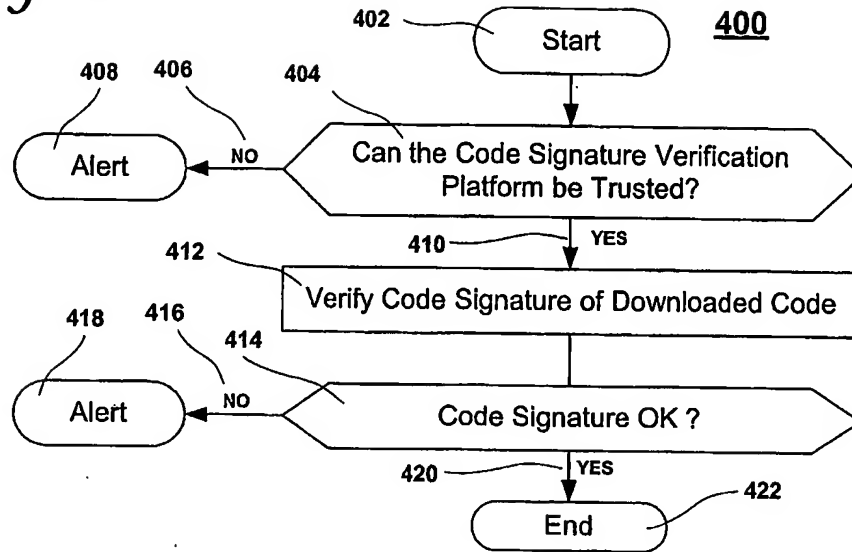 402
Start
400
408
406
404
Alert
NO
Can the Code Signature Verification
Platform be Trusted?
410
YES
412
Verify Code Signature of Downloaded Code
418
416
414
Alert
NO
Code Signature OK ?
420
YES
422
End